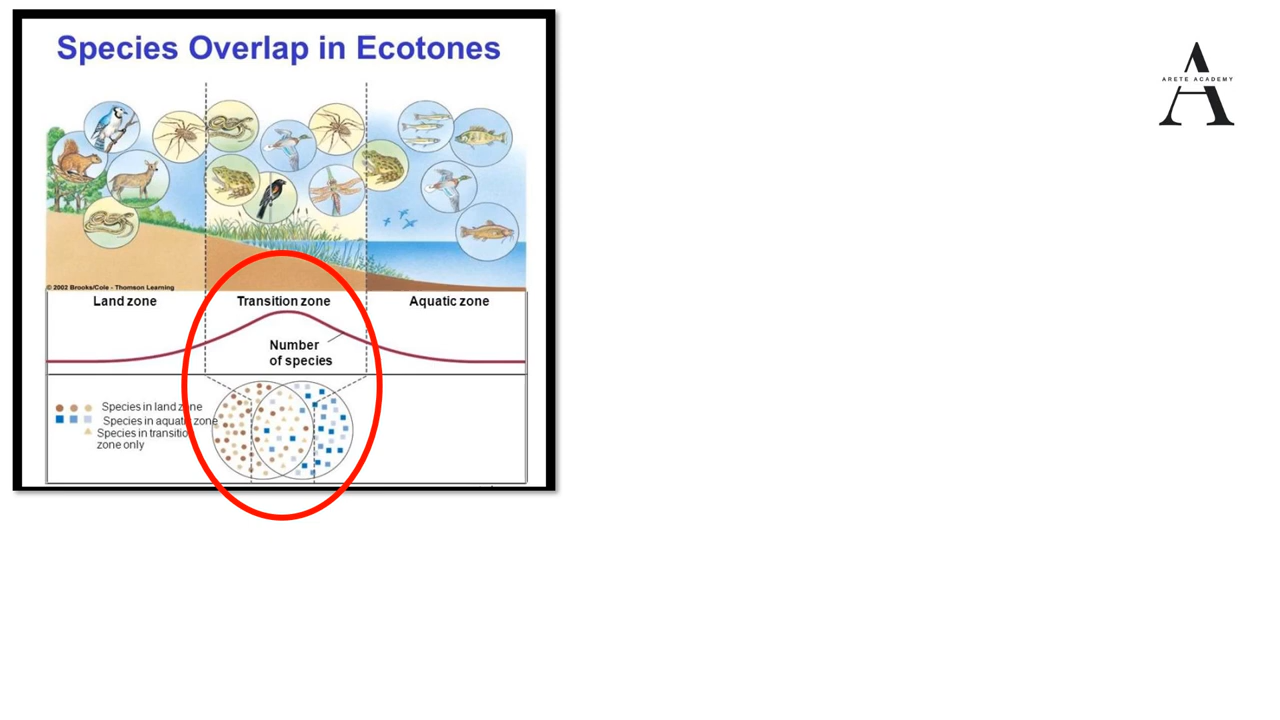 Species Overlap in Ecotones
ARETE ACADEMY
© 2002 Brooks/Cole - Thomson Learning
Land zone
Transition zone
Aquatic zone
Number
of species
Species in land zone
Species in aquatic zone
Species in transition
zone only